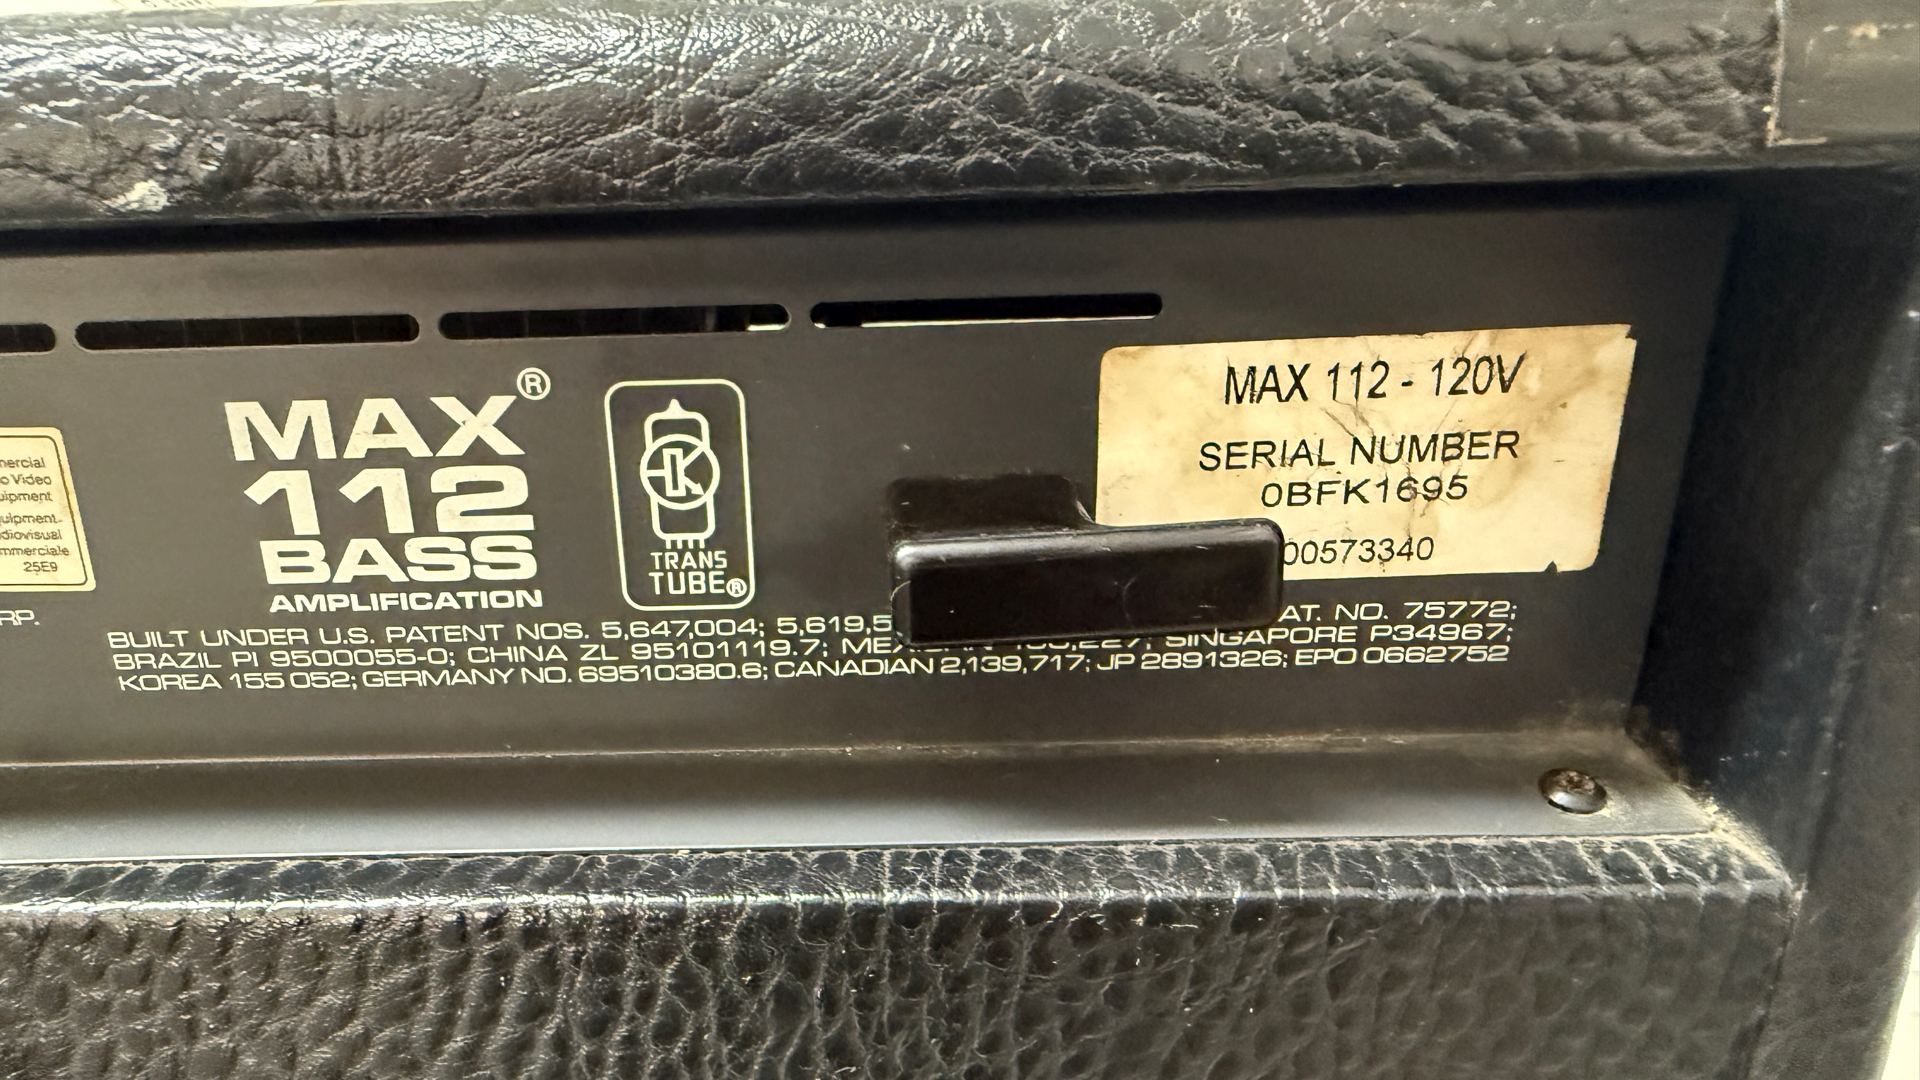 MAX®
112
BASS
AMPLIFICATION
TRANS
TUBE®
MAX 112 - 120V
SERIAL NUMBER
0BFK1695
00573340
Video
25E9
BUILT UNDER U.S. PATENT NOS. 5,647,004; 5,619,5 AT. NO. 75772;
BRAZIL PI 9500055-0; CHINA ZL 95101119.7; SINGAPORE P34967;
KOREA 155 052; GERMANY NO. 69510380.6; CANADIAN 2,139,717; JP 2891326; EPO 0662752